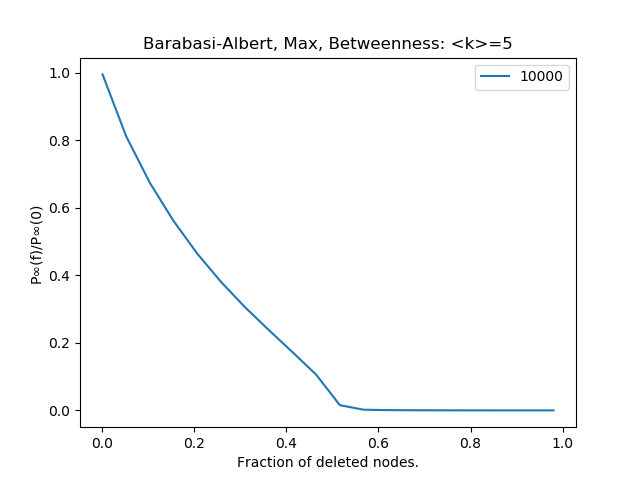 Barabasi-Albert, Max, Betweenness: <k>=5
10000
P∞(f)/P∞(0)
1.0
0.8
0.6
0.4
0.2
0.0
0.0 0.2 0.4 0.6 0.8 1.0
Fraction of deleted nodes.